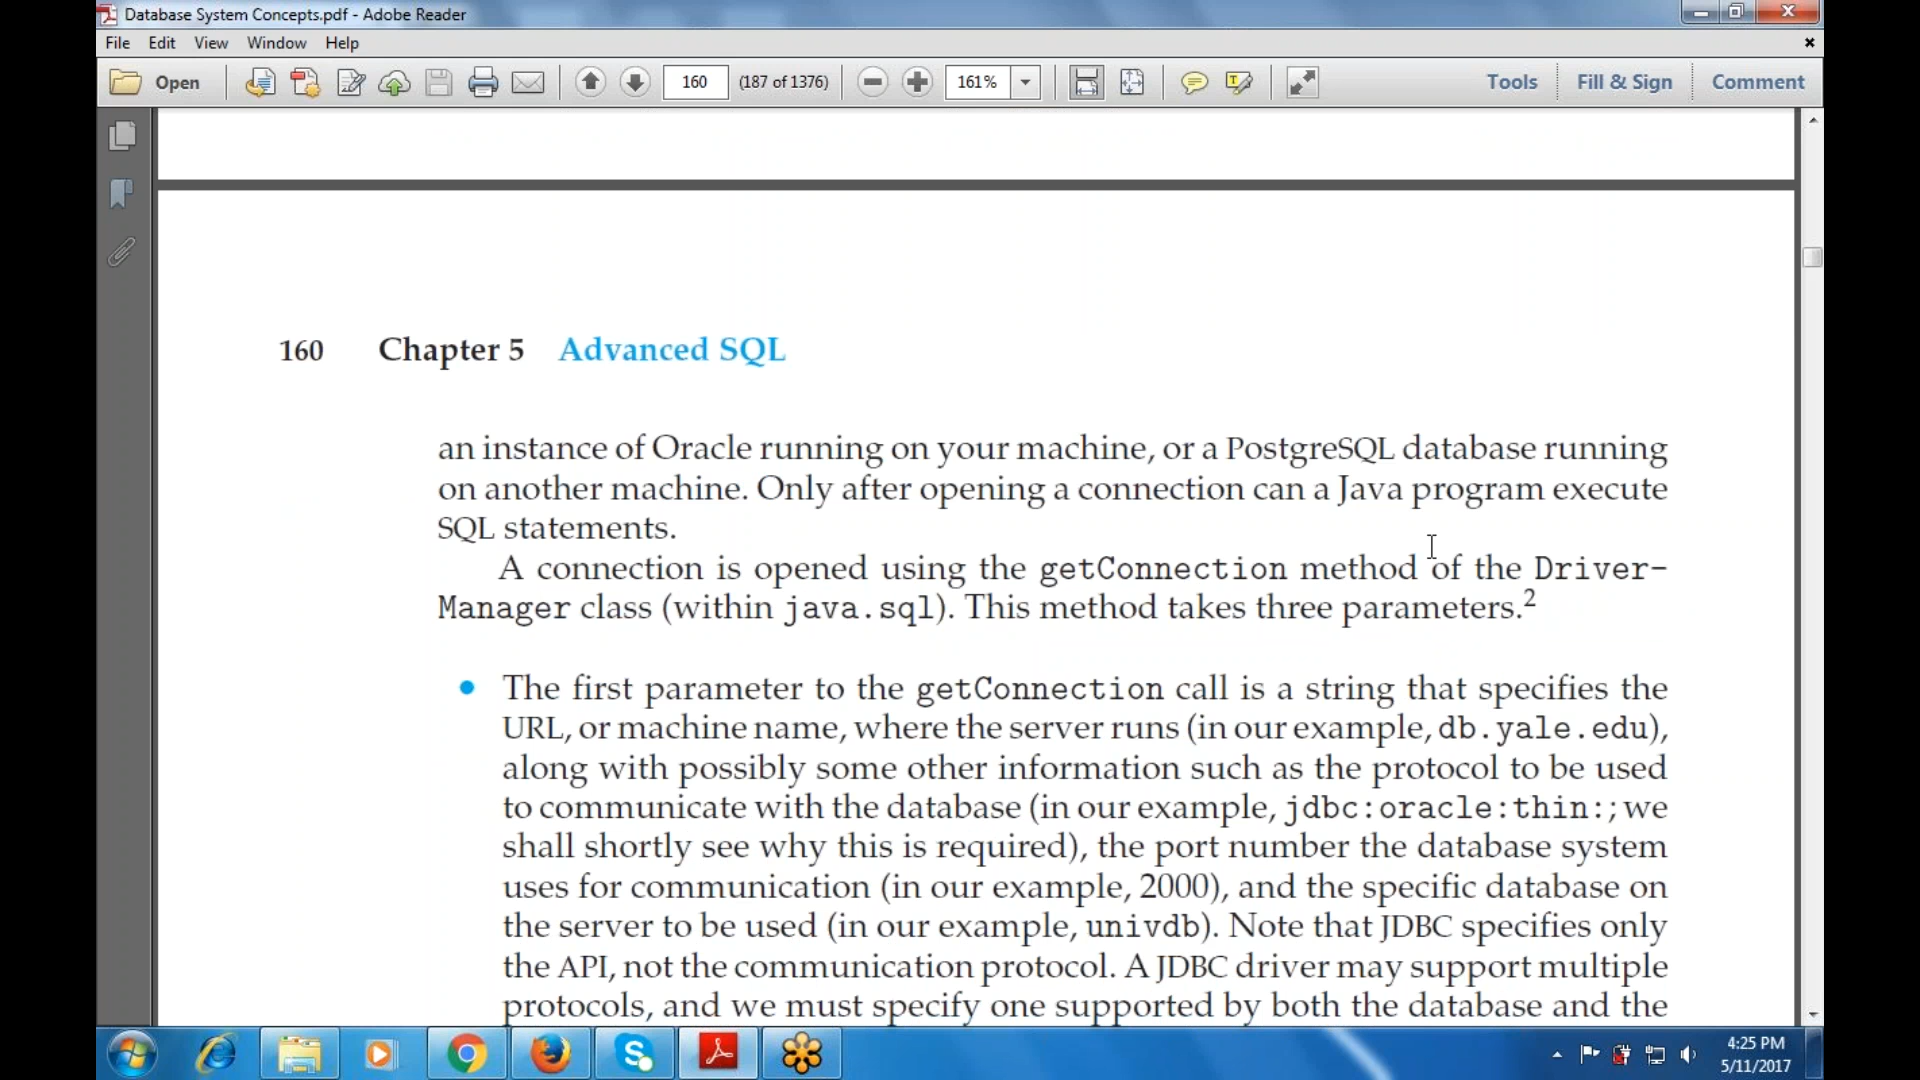 Database System Concepts.pdf - Adobe Reader
File Edit View Window Help
Open 160 (187 of 1376) 161% Tools Fill & Sign Comment
160 Chapter 5 Advanced SQL
an instance of Oracle running on your machine, or a PostgreSQL database running
on another machine. Only after opening a connection can a Java program execute
SQL statements.
A connection is opened using the getConnection method of the Driver-
Manager class (within java.sql). This method takes three parameters.2
• The first parameter to the getConnection call is a string that specifies the
URL, or machine name, where the server runs (in our example, db.yale.edu),
along with possibly some other information such as the protocol to be used
to communicate with the database (in our example, jdbc:oracle:thin:; we
shall shortly see why this is required), the port number the database system
uses for communication (in our example, 2000), and the specific database on
the server to be used (in our example, univdb). Note that JDBC specifies only
the API, not the communication protocol. A JDBC driver may support multiple
protocols, and we must specify one supported by both the database and the
4:25 PM
5/11/2017